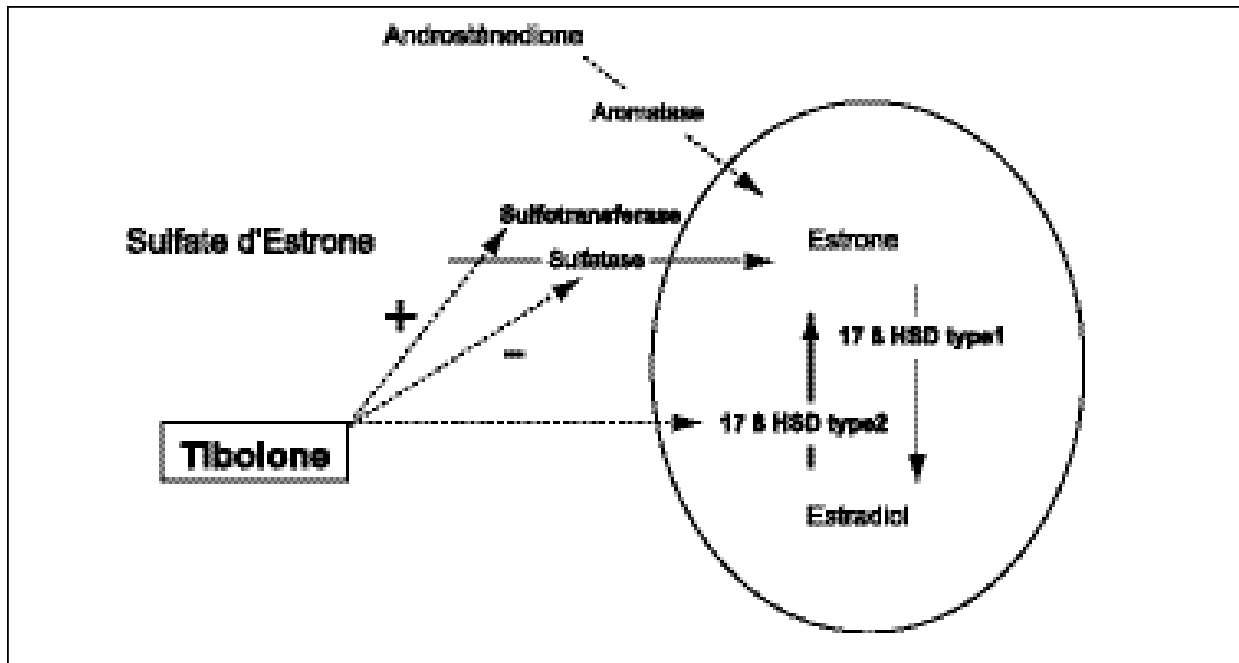 Androstènedione
Aromatase
Sulfotransferase
Sulfate d'Estrone
Sulfatase
Estrone
+
-
17 ß HSD type1
17 ß HSD type2
Tibolone
Estradiol